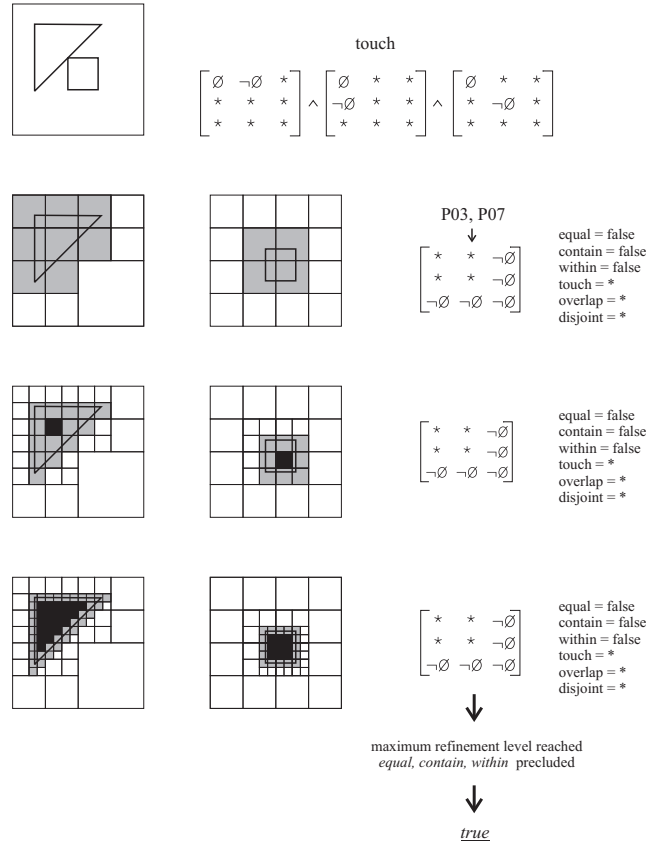 touch
∅ ¬∅ * ∅ * * ∅ * *
* * * ∧ ¬∅ * * ∧ * ¬∅ *
* * * * * * * * *
P03, P07
* * ¬∅
* * ¬∅
¬∅ ¬∅ ¬∅
equal = false
contain = false
within = false
touch = *
overlap = *
disjoint = *
* * ¬∅
* * ¬∅
¬∅ ¬∅ ¬∅
equal = false
contain = false
within = false
touch = *
overlap = *
disjoint = *
* * ¬∅
* * ¬∅
¬∅ ¬∅ ¬∅
equal = false
contain = false
within = false
touch = *
overlap = *
disjoint = *
maximum refinement level reached
equal, contain, within precluded
true